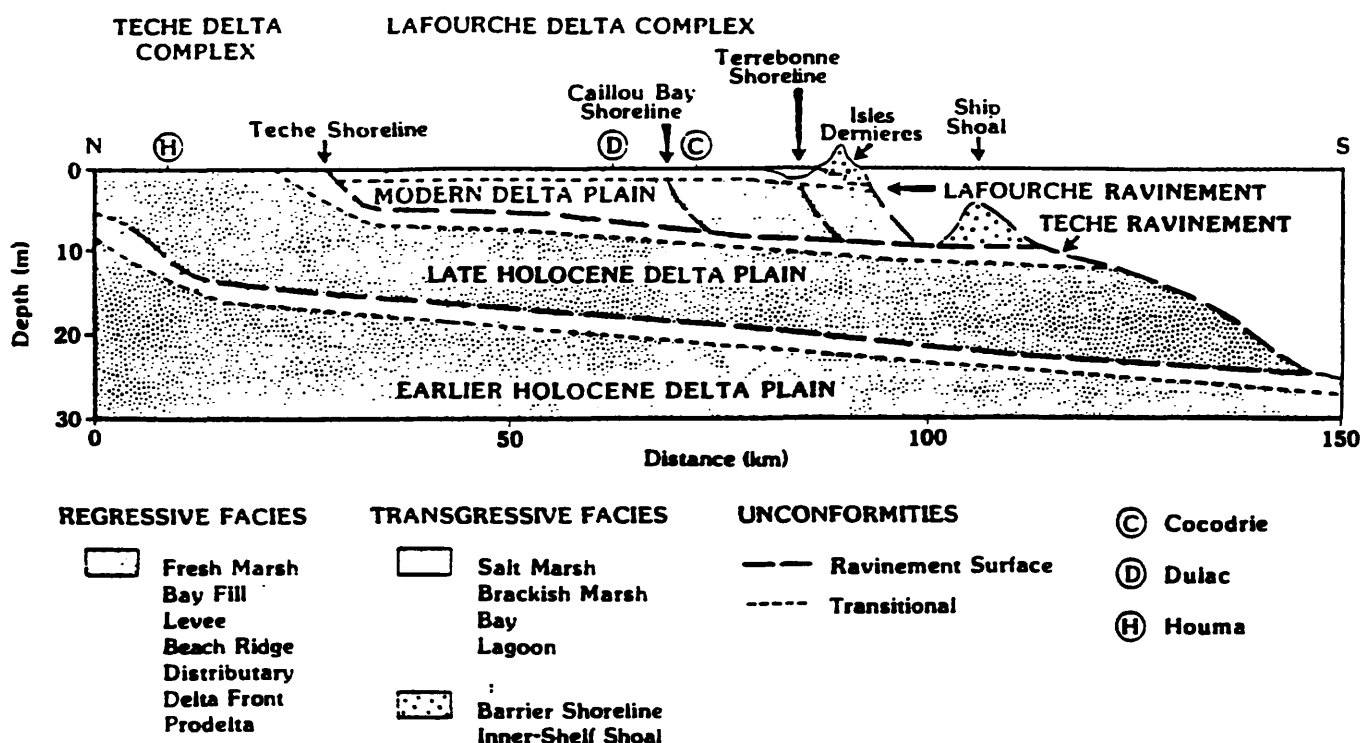 TECHE DELTA
COMPLEX
LAFOURCHE DELTA COMPLEX
Terrebonne
Shoreline
Caillou Bay
Shoreline
Isles
Dernieres
Ship
Shoal
Teche Shoreline
N
H
D
C
S
0
10
20
30
Depth (m)
MODERN DELTA PLAIN
LAFOURCHE RAVINEMENT
TECHE RAVINEMENT
LATE HOLOCENE DELTA PLAIN
EARLIER HOLOCENE DELTA PLAIN
0
50
100
150
Distance (km)
REGRESSIVE FACIES
Fresh Marsh
Bay Fill
Levee
Beach Ridge
Distributary
Delta Front
Prodelta
TRANSGRESSIVE FACIES
Salt Marsh
Brackish Marsh
Bay
Lagoon
Barrier Shoreline
Inner-Shelf Shoal
UNCONFORMITIES
Ravinement Surface
Transitional
C Cocodrie
D Dulac
H Houma